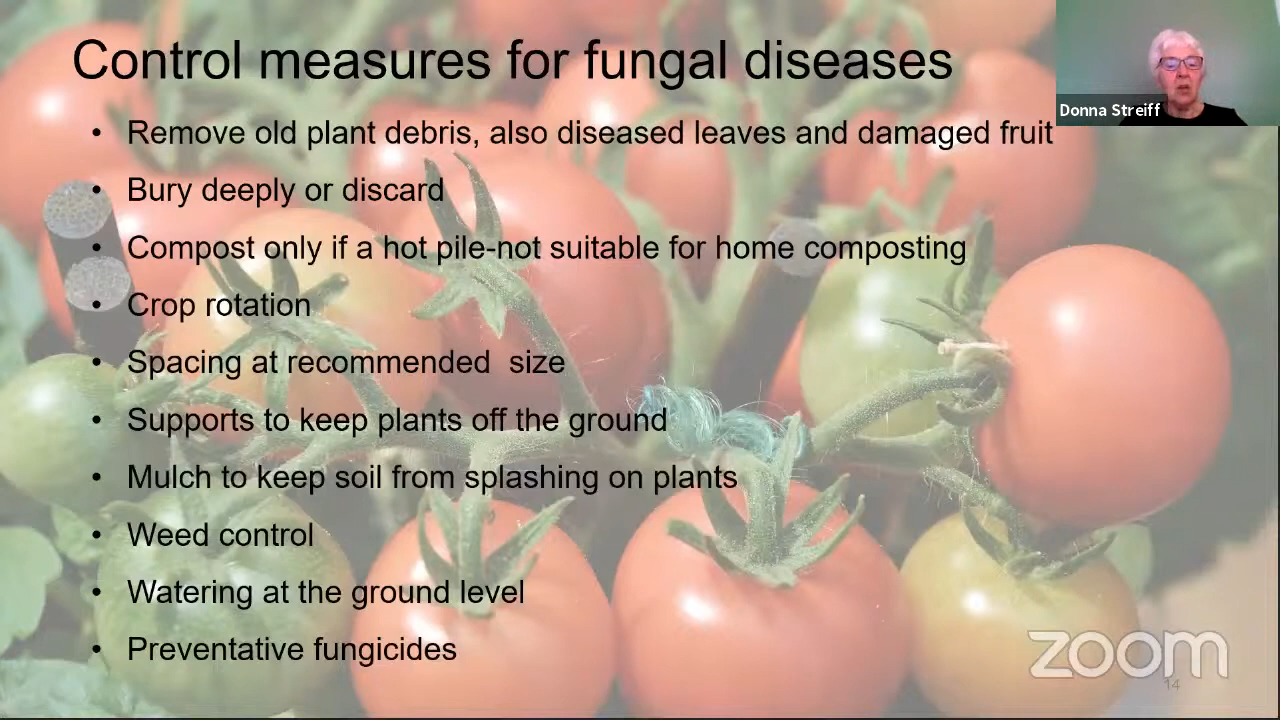 Control measures for fungal diseases
Donna Streiff
• Remove old plant debris, also diseased leaves and damaged fruit
• Bury deeply or discard
• Compost only if a hot pile-not suitable for home composting
• Crop rotation
• Spacing at recommended  size
• Supports to keep plants off the ground
• Mulch to keep soil from splashing on plants
• Weed control
• Watering at the ground level
• Preventative fungicides
zoom
14